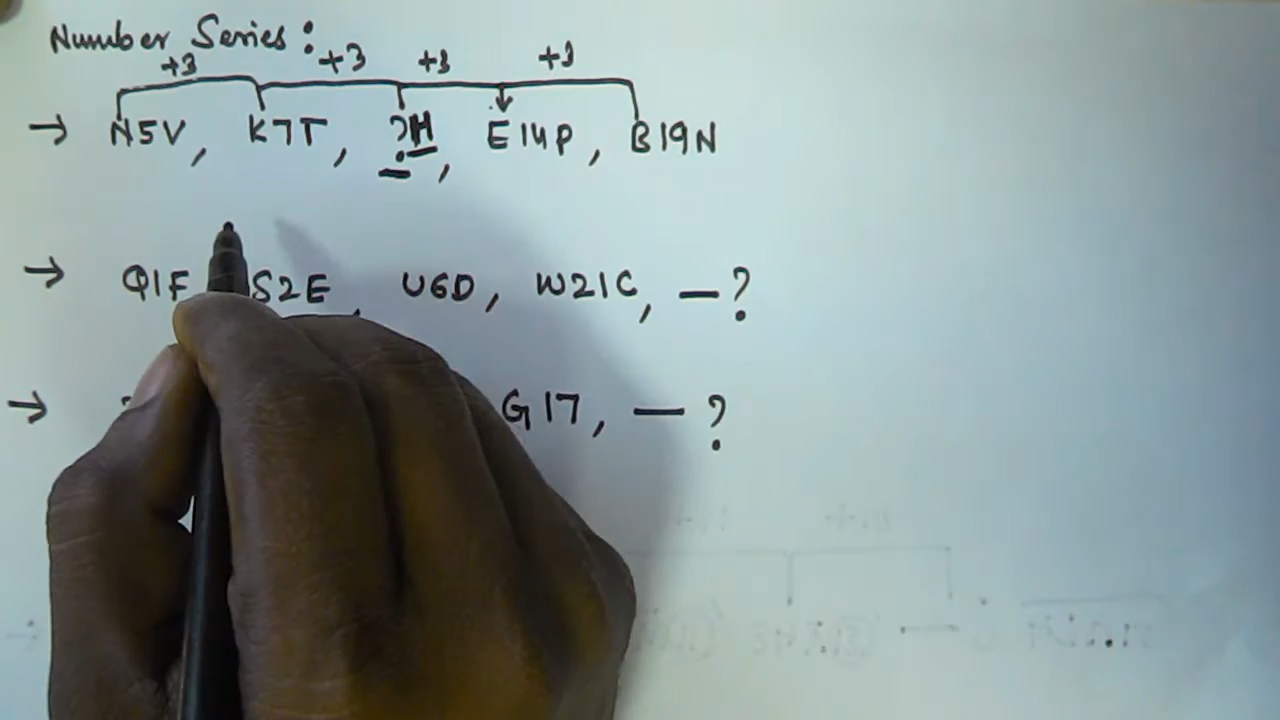 Number Series:
+3 +3 +3 +3
→ N5V, K7T, ?H, E14P, B19N
→ Q1F S2E, U6D, W21C, —?
→ G17, — ?